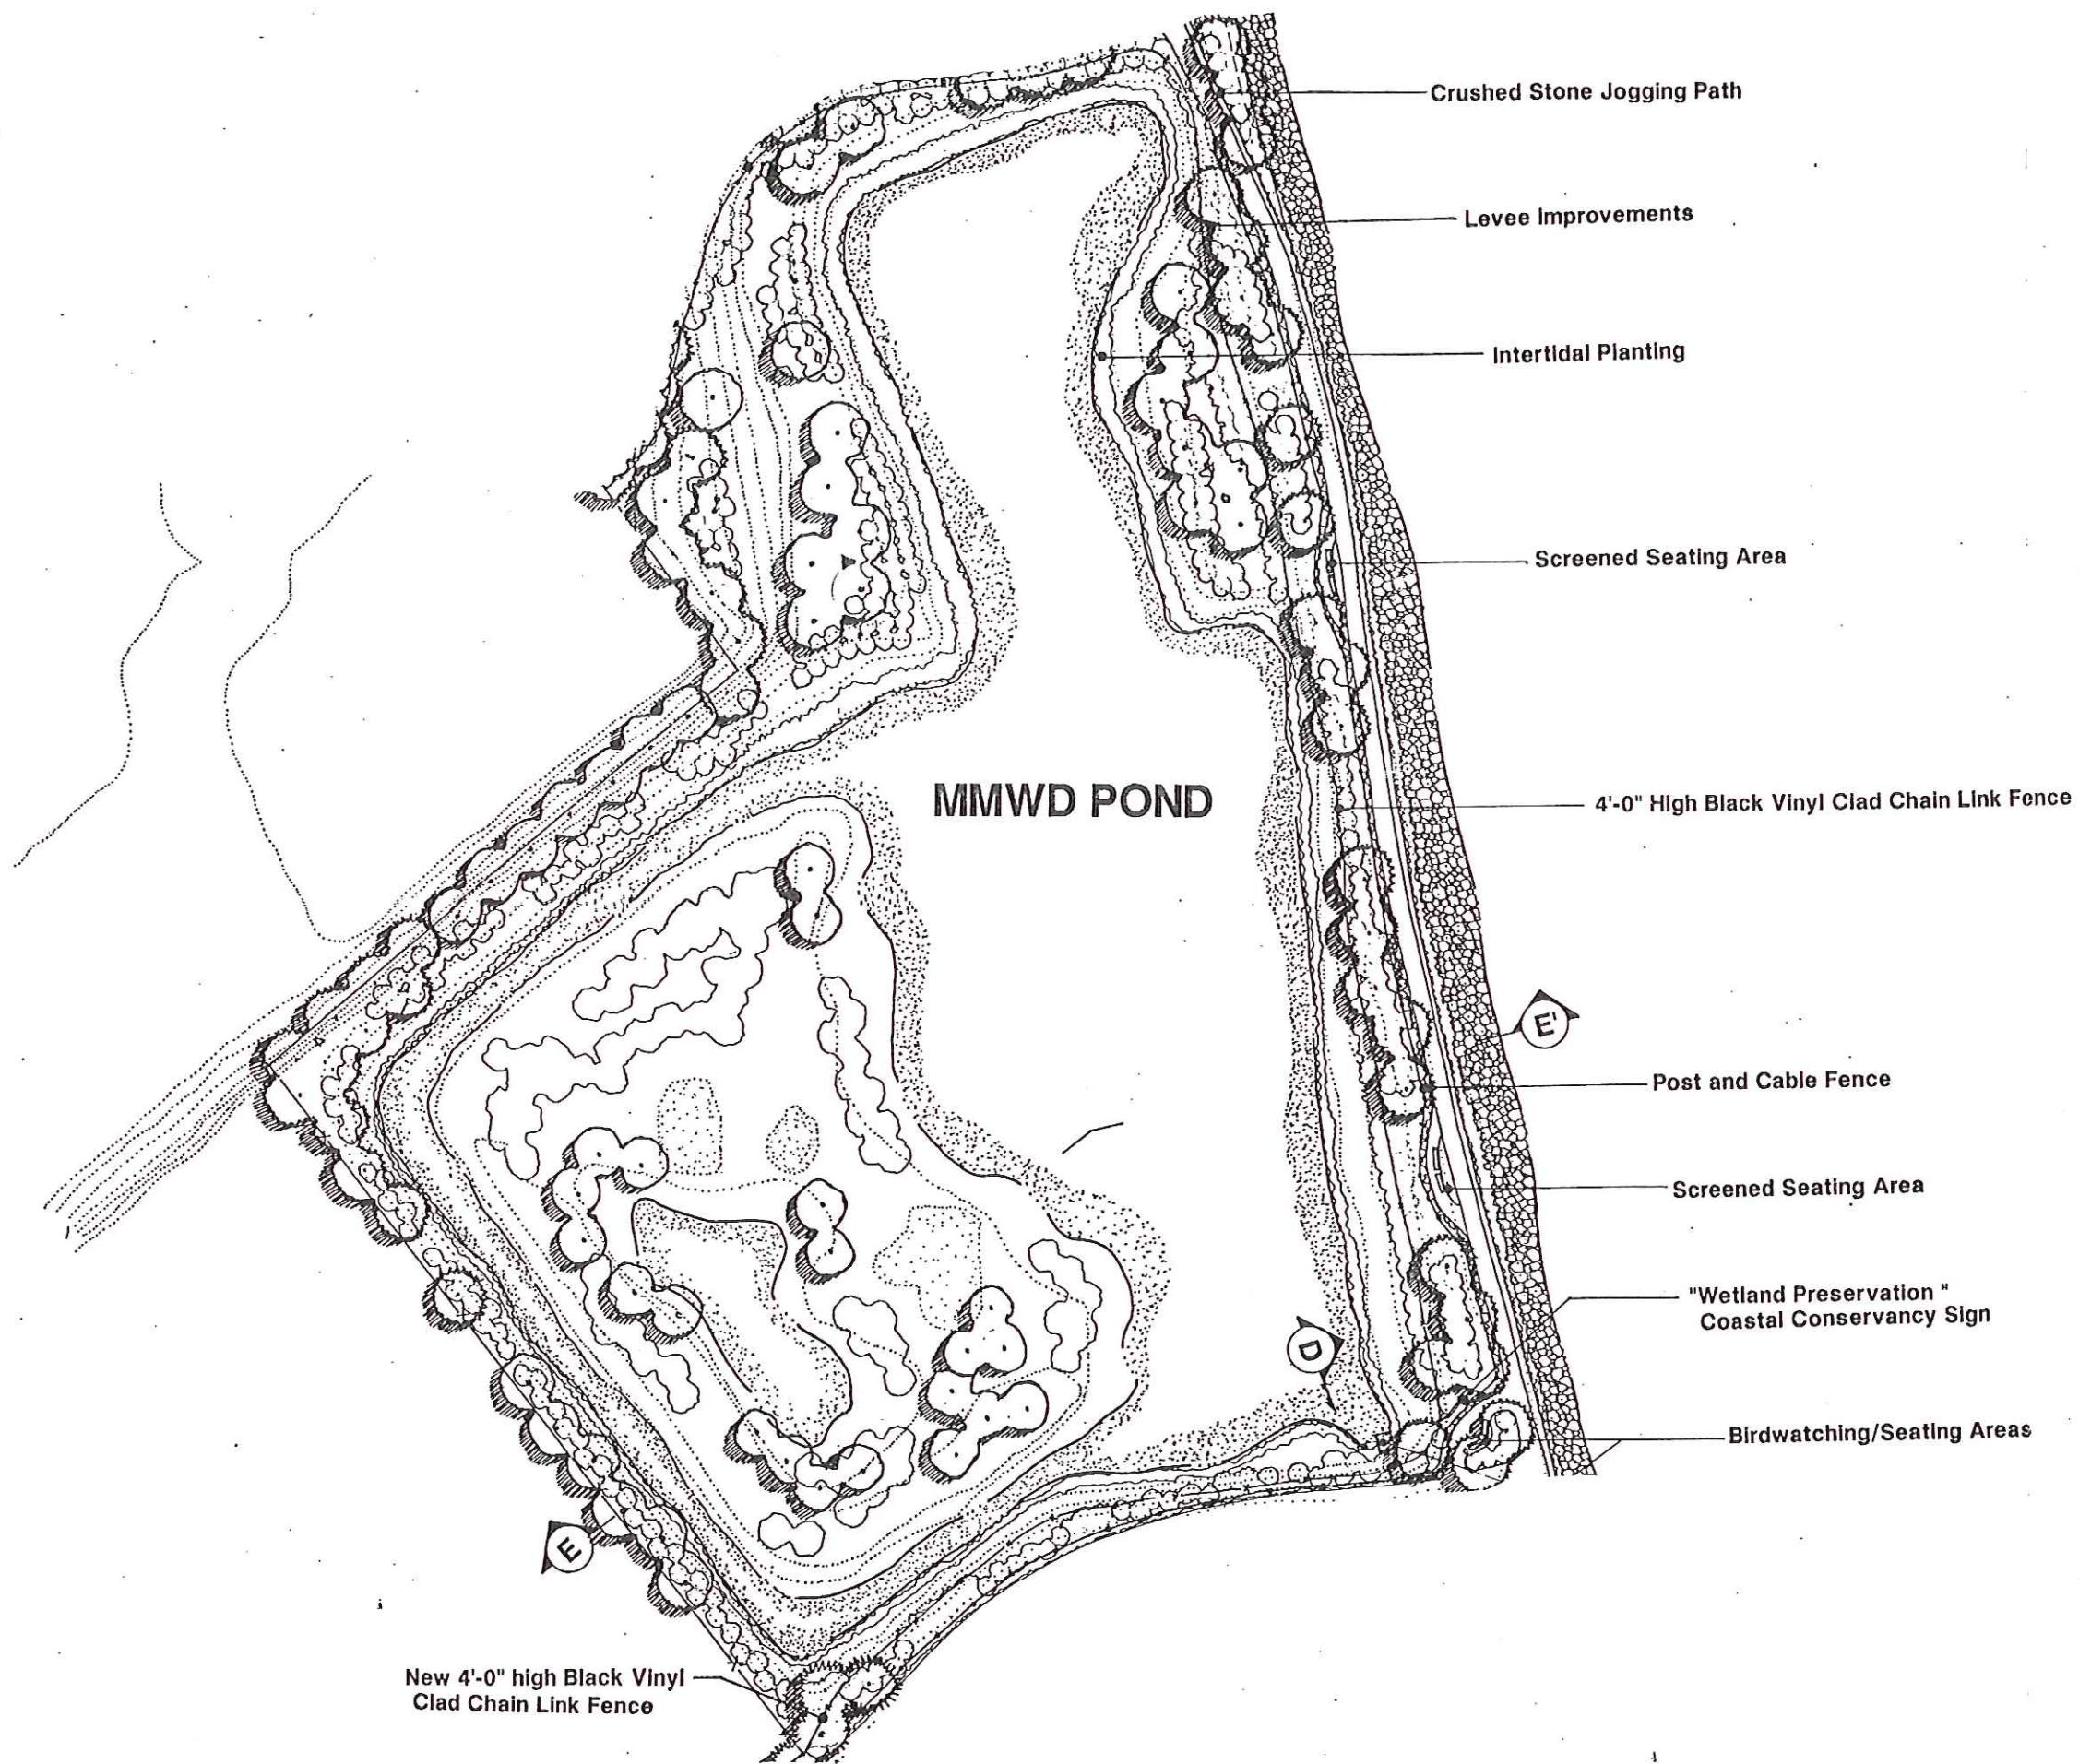 Crushed Stone Jogging Path
Levee Improvements
Intertidal Planting
Screened Seating Area
MMWD POND
4'-0" High Black Vinyl Clad Chain Link Fence
E'
Post and Cable Fence
Screened Seating Area
"Wetland Preservation "
Coastal Conservancy Sign
D
Birdwatching/Seating Areas
E
New 4'-0" high Black Vinyl
Clad Chain Link Fence